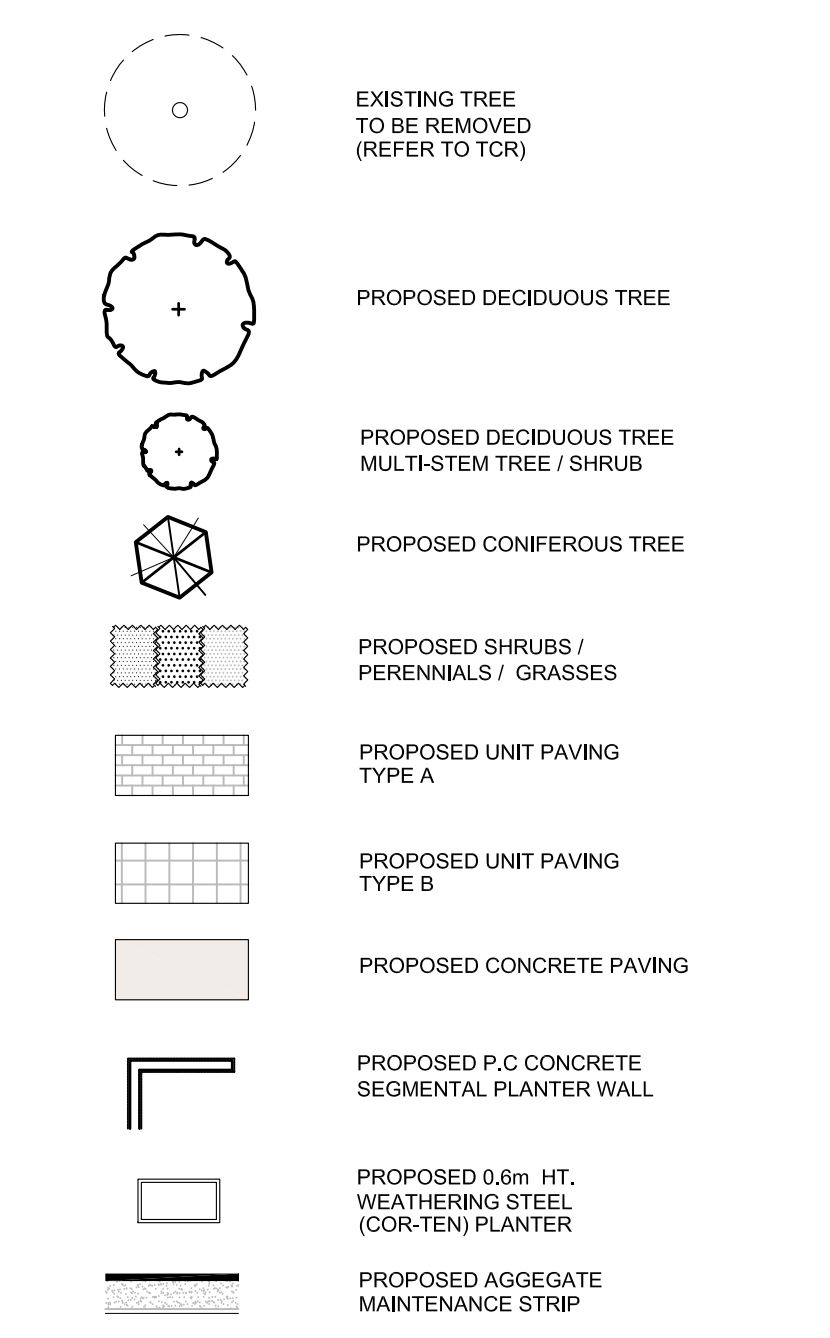 EXISTING TREE
TO BE REMOVED
(REFER TO TCR)
PROPOSED DECIDUOUS TREE
PROPOSED DECIDUOUS TREE
MULTI-STEM TREE / SHRUB
PROPOSED CONIFEROUS TREE
PROPOSED SHRUBS /
PERENNIALS / GRASSES
PROPOSED UNIT PAVING
TYPE A
PROPOSED UNIT PAVING
TYPE B
PROPOSED CONCRETE PAVING
PROPOSED P.C CONCRETE
SEGMENTAL PLANTER WALL
PROPOSED 0.6m HT.
WEATHERING STEEL
(COR-TEN) PLANTER
PROPOSED AGGEGATE
MAINTENANCE STRIP